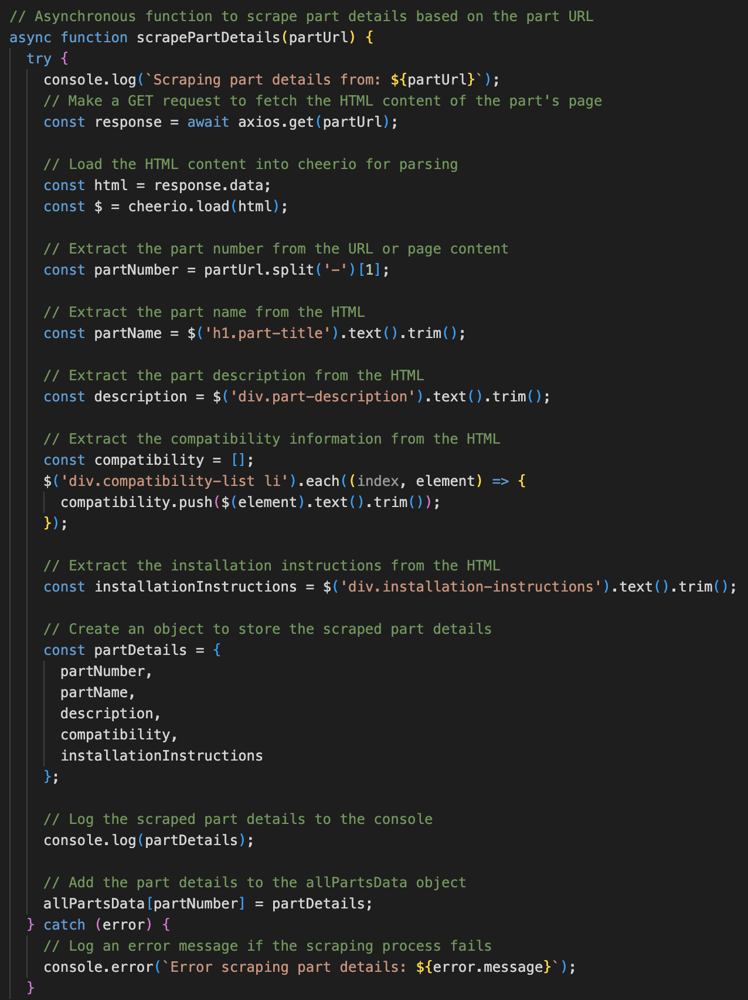 // Asynchronous function to scrape part details based on the part URL
async function scrapePartDetails(partUrl) {
  try {
    console.log(`Scraping part details from: ${partUrl}`);
    // Make a GET request to fetch the HTML content of the part's page
    const response = await axios.get(partUrl);

    // Load the HTML content into cheerio for parsing
    const html = response.data;
    const $ = cheerio.load(html);

    // Extract the part number from the URL or page content
    const partNumber = partUrl.split('-')[1];

    // Extract the part name from the HTML
    const partName = $('h1.part-title').text().trim();

    // Extract the part description from the HTML
    const description = $('div.part-description').text().trim();

    // Extract the compatibility information from the HTML
    const compatibility = [];
    $('div.compatibility-list li').each((index, element) => {
      compatibility.push($(element).text().trim());
    });

    // Extract the installation instructions from the HTML
    const installationInstructions = $('div.installation-instructions').text().trim();

    // Create an object to store the scraped part details
    const partDetails = {
      partNumber,
      partName,
      description,
      compatibility,
      installationInstructions
    };

    // Log the scraped part details to the console
    console.log(partDetails);

    // Add the part details to the allPartsData object
    allPartsData[partNumber] = partDetails;
  } catch (error) {
    // Log an error message if the scraping process fails
    console.error(`Error scraping part details: ${error.message}`);
  }